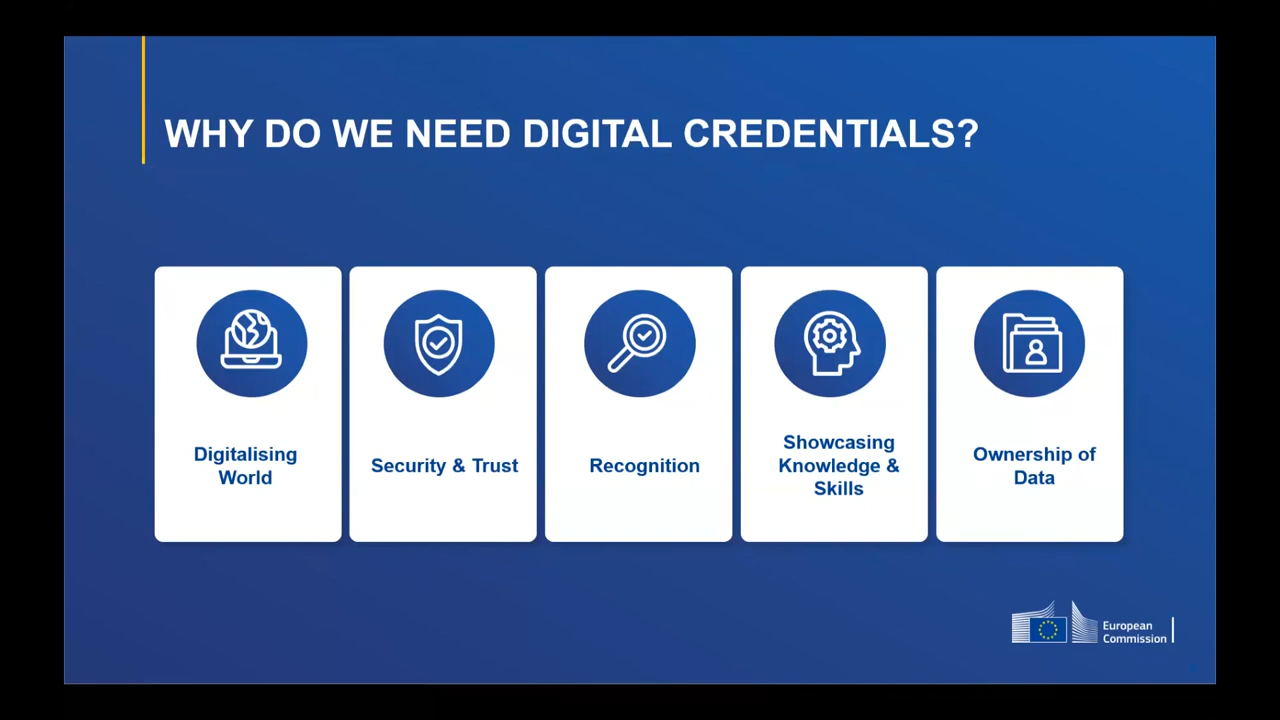 WHY DO WE NEED DIGITAL CREDENTIALS?
Digitalising
World
Security & Trust
Recognition
Showcasing
Knowledge &
Skills
Ownership of
Data
European
Commission